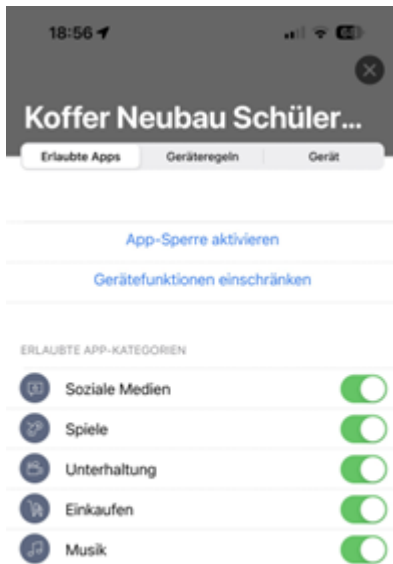 18:56
Koffer Neubau Schüler...
Erlaubte Apps
Geräteregeln
Gerät
App-Sperre aktivieren
Gerätefunktionen einschränken
ERLAUBTE APP-KATEGORIEN
Soziale Medien
Spiele
Unterhaltung
Einkaufen
Musik